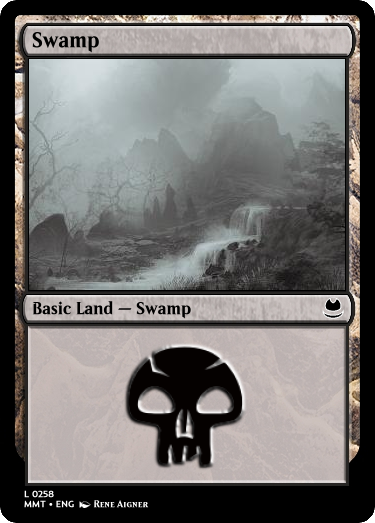 Swamp
Basic Land — Swamp
L 0258
MMT • ENG Rene Aigner